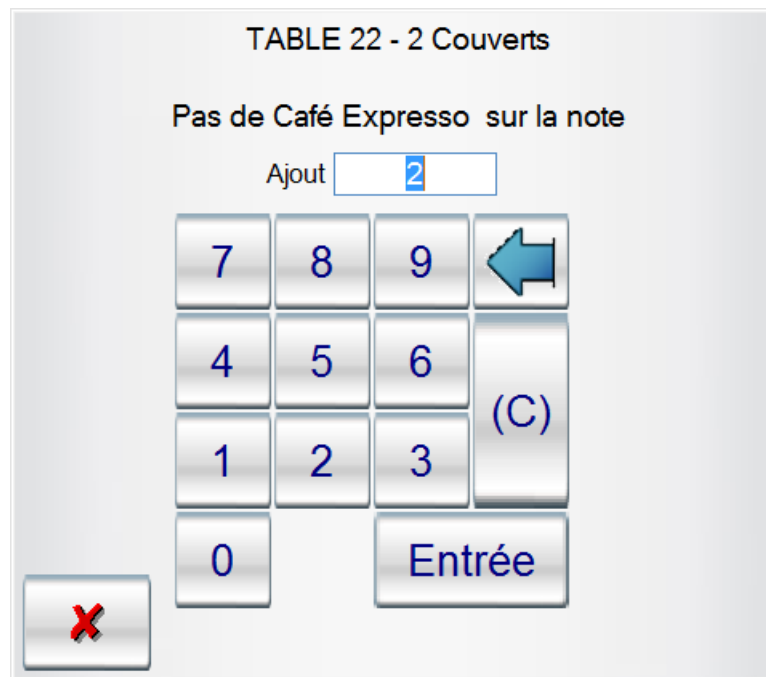 TABLE 22 - 2 Couverts
Pas de Café Expresso sur la note
Ajout 2
7 8 9
4 5 6
(C)
1 2 3
0 Entrée